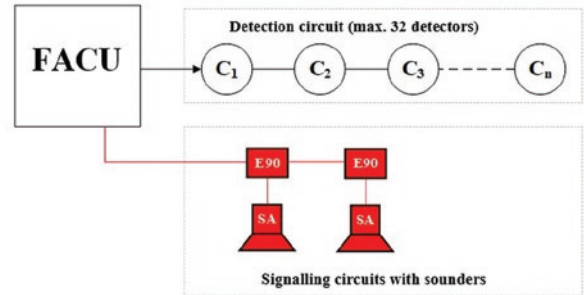 Detection circuit (max. 32 detectors)
FACU
C1 C2 C3 Cn
E90 E90
SA SA
Signalling circuits with sounders